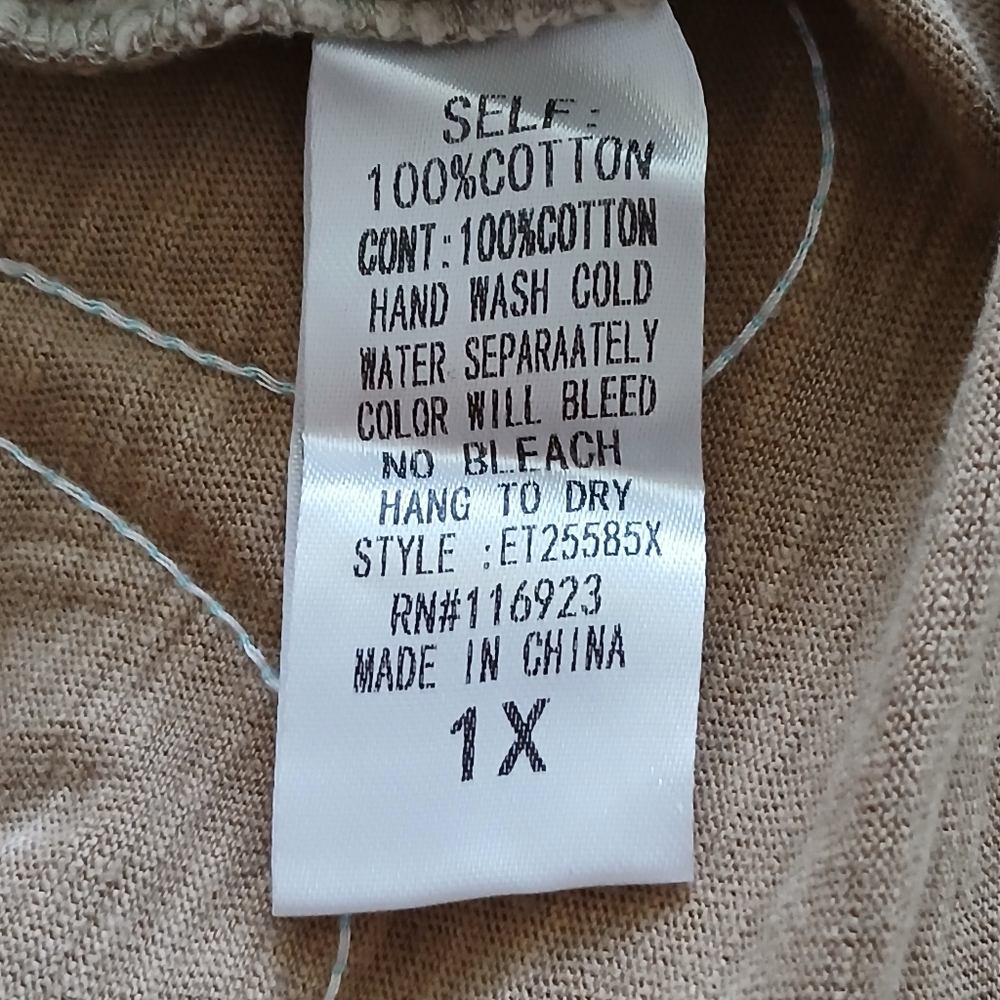 SELF:
100%COTTON
CONT:100%COTTON
HAND WASH COLD
WATER SEPARAATELY
COLOR WILL BLEED
NO BLEACH
HANG TO DRY
STYLE :ET25585X
RN#116923
MADE IN CHINA
1X